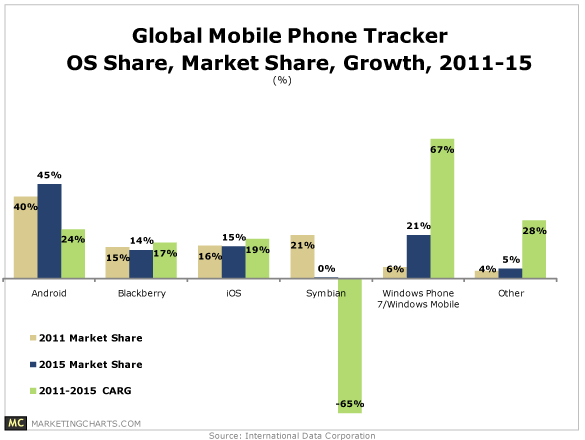 Global Mobile Phone Tracker
OS Share, Market Share, Growth, 2011-15
(%)
40%
45%
24%
15%
14%
17%
16%
15%
19%
21%
0%
-65%
6%
21%
67%
4%
5%
28%
Android
Blackberry
iOS
Symbian
Windows Phone
7/Windows Mobile
Other
2011 Market Share
2015 Market Share
2011-2015 CARG
MC MARKETINGCHARTS.COM
Source: International Data Corporation